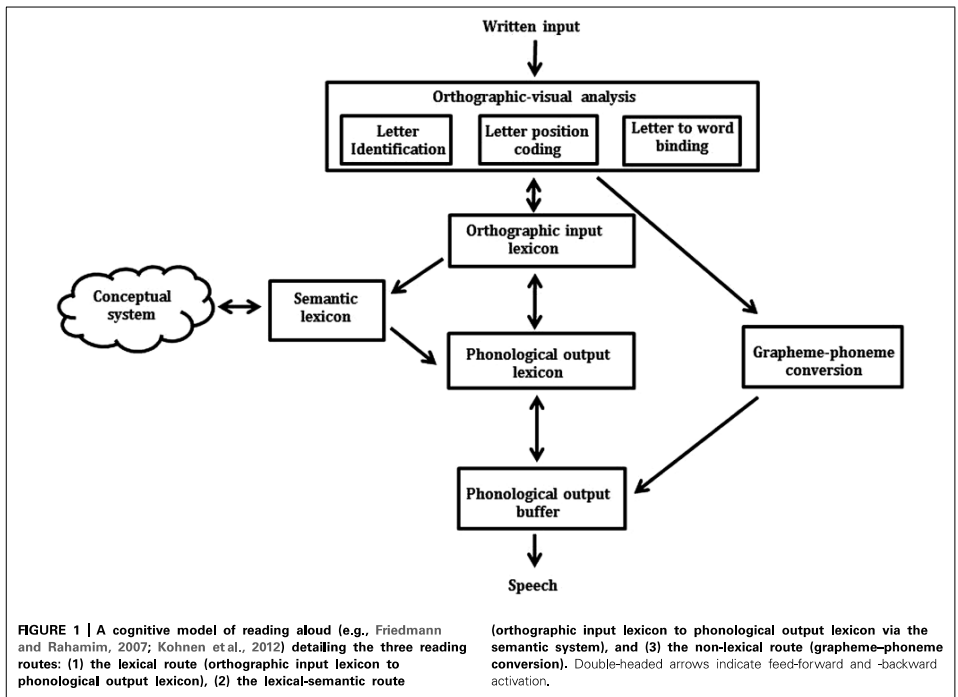 Written input
Orthographic-visual analysis
Letter
Identification
Letter position
coding
Letter to word
binding
Orthographic input
lexicon
Conceptual
system
Semantic
lexicon
Phonological output
lexicon
Grapheme-phoneme
conversion
Phonological output
buffer
Speech
FIGURE 1 | A cognitive model of reading aloud (e.g., Friedmann
and Rahamim, 2007; Kohnen et al., 2012) detailing the three reading
routes: (1) the lexical route (orthographic input lexicon to
phonological output lexicon), (2) the lexical-semantic route
(orthographic input lexicon to phonological output lexicon via the
semantic system), and (3) the non-lexical route (grapheme–phoneme
conversion). Double-headed arrows indicate feed-forward and -backward
activation.